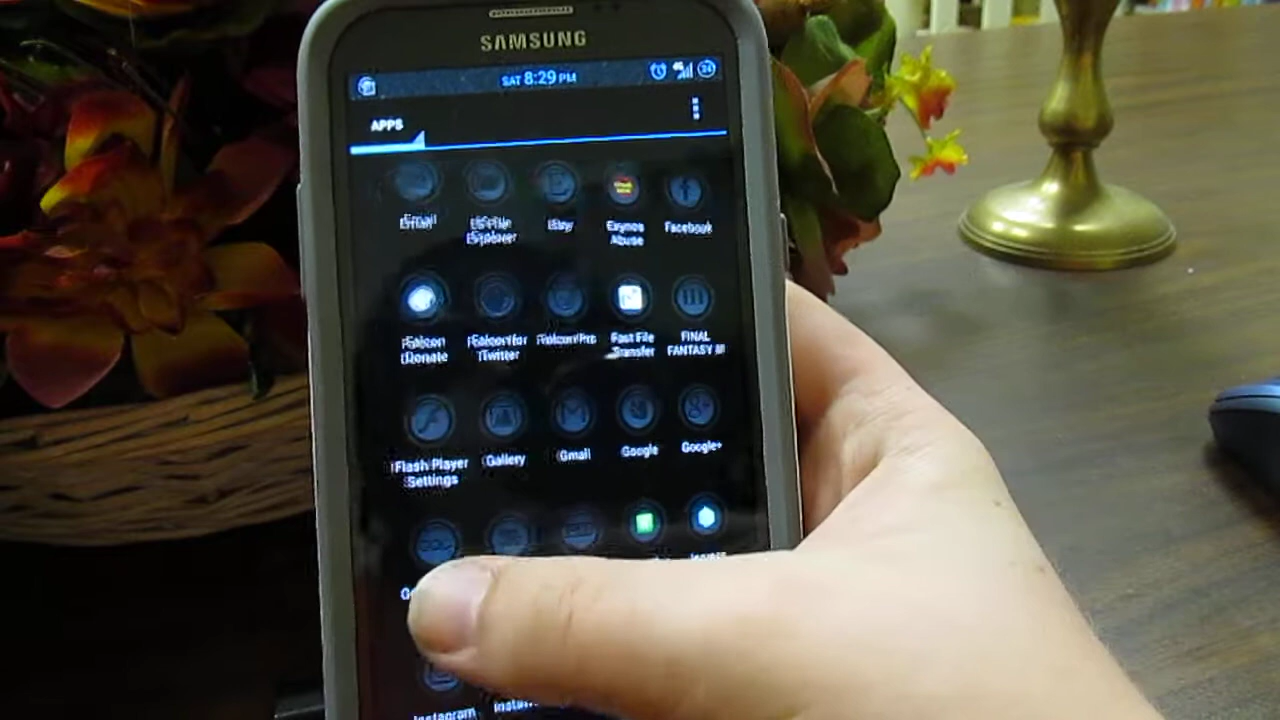 SAMSUNG
SAT 8:29 PM
APPS
Email
ES File Explorer
Ebay
Exynos Abuse
Facebook
Falcon (Donate
Falcon (for Twitter
Falcon Pro
Fast File Transfer
FINAL FANTASY III
Flash Player Settings
Gallery
Gmail
Google
Google+
Instagram